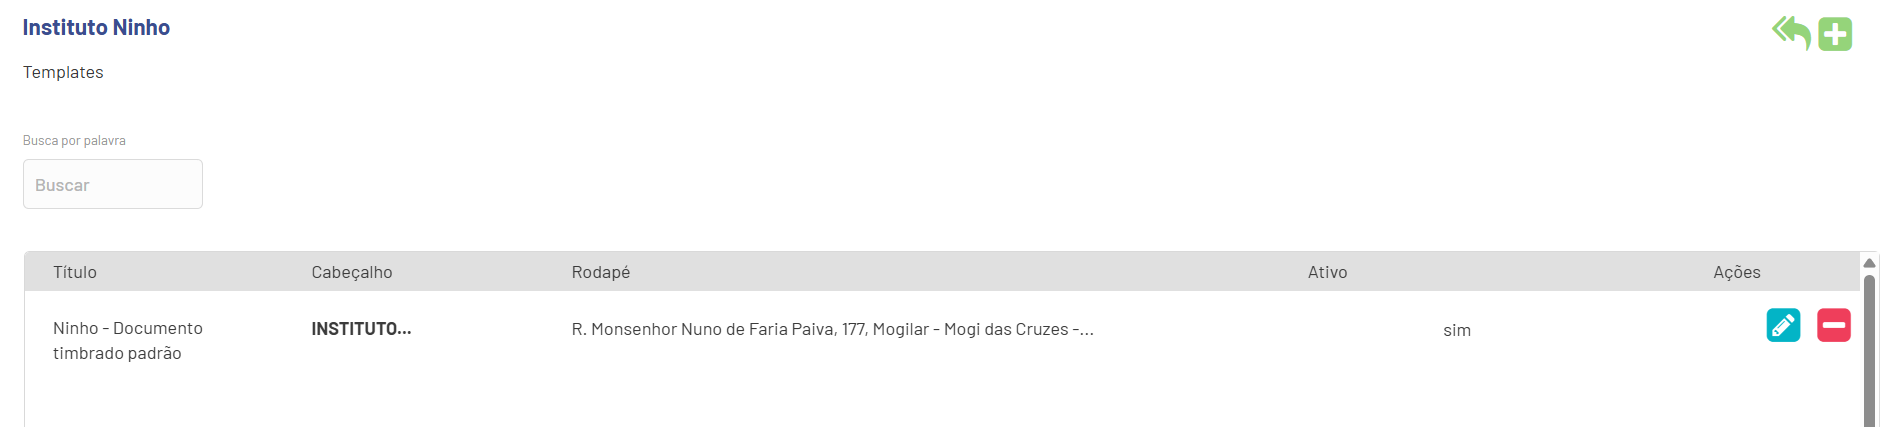 Instituto Ninho
Templates
Busca por palavra
Buscar
Título Cabeçalho Rodapé Ativo Ações
Ninho - Documento timbrado padrão INSTITUTO... R. Monsenhor Nuno de Faria Paiva, 177, Mogilar - Mogi das Cruzes -... sim